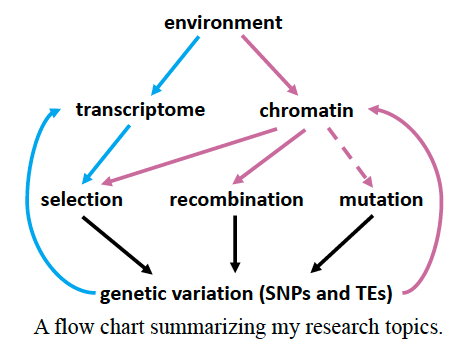 environment
transcriptome chromatin
selection recombination mutation
genetic variation (SNPs and TEs)
A flow chart summarizing my research topics.